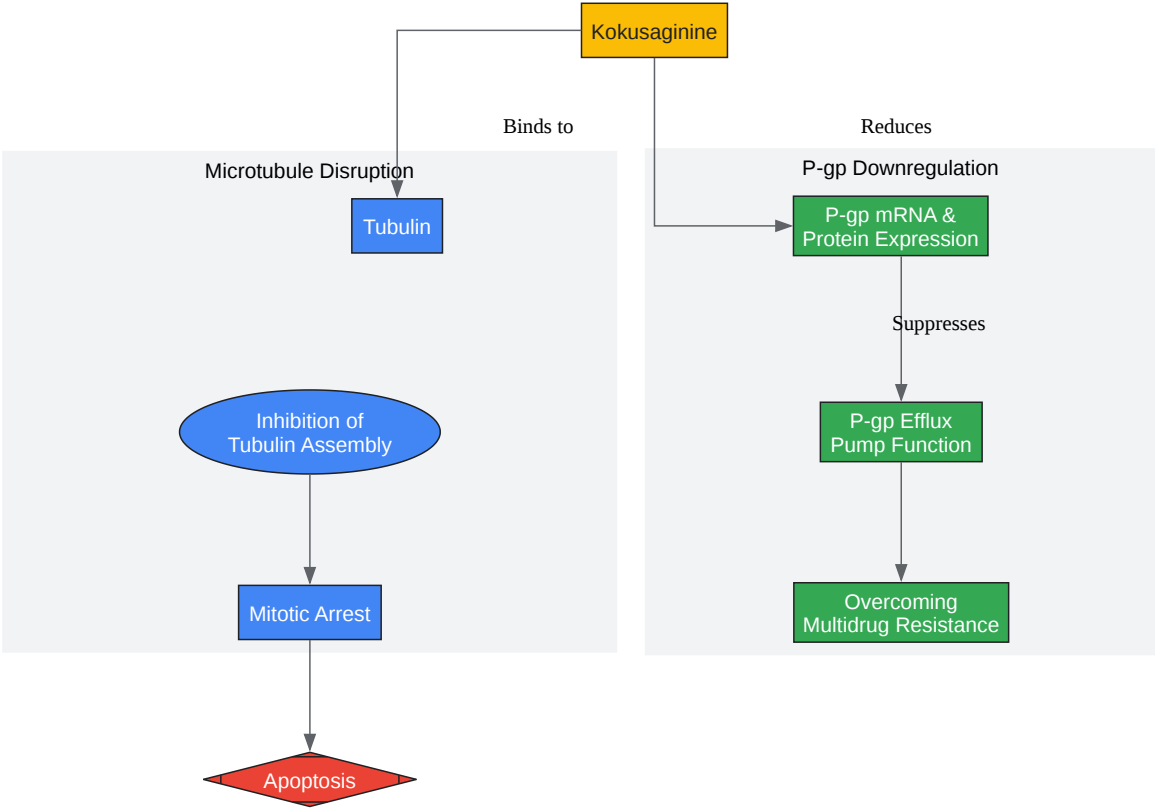 Kokusaginine
Binds to
Reduces
Microtubule Disruption
Tubulin
Inhibition of
Tubulin Assembly
Mitotic Arrest
Apoptosis
P-gp Downregulation
P-gp mRNA &
Protein Expression
Suppresses
P-gp Efflux
Pump Function
Overcoming
Multidrug Resistance